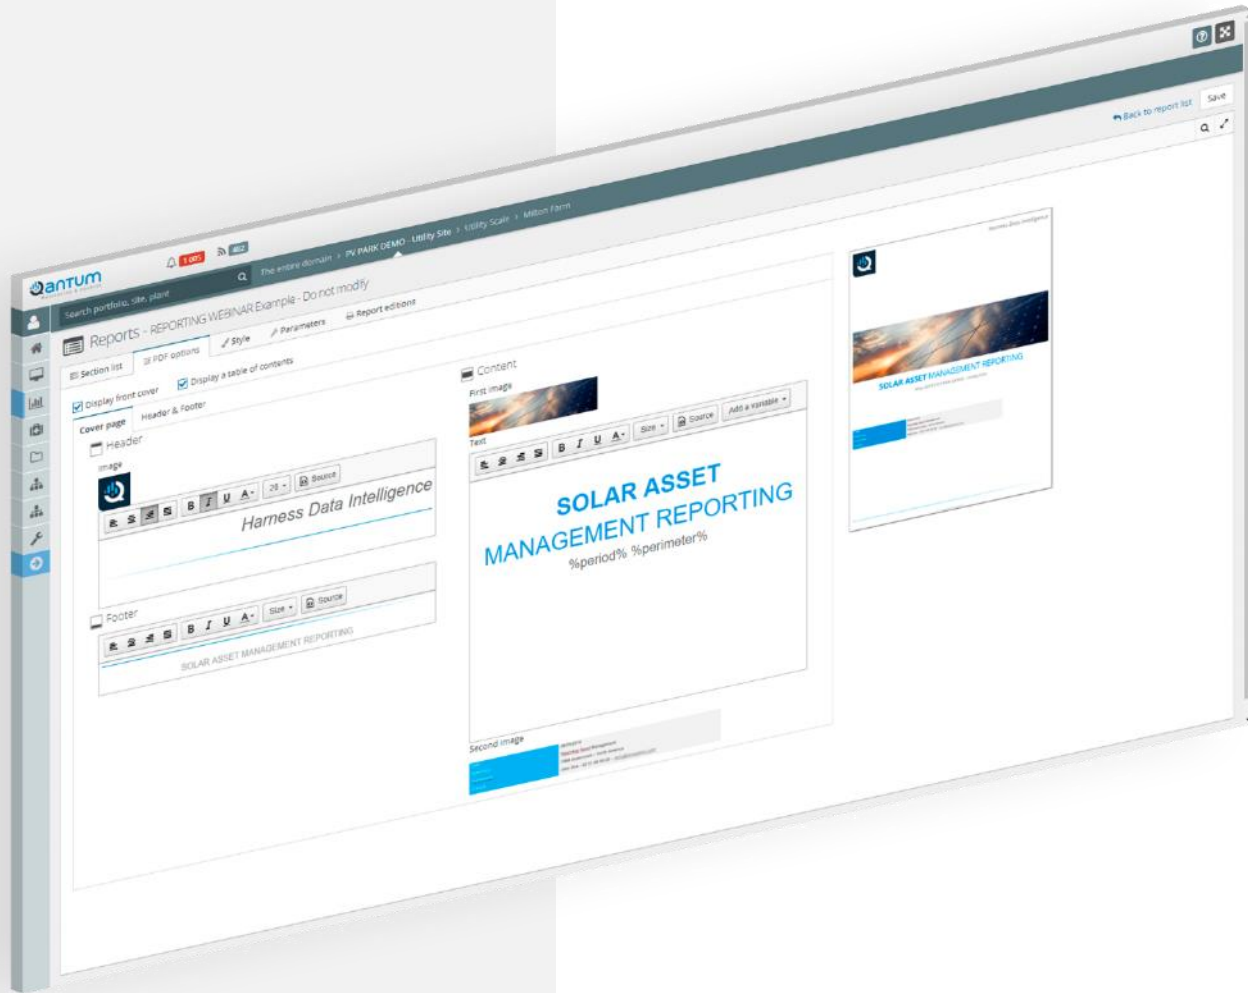 Qantum
1 005
402
Search portfolio, site, plant
The entire domain > PV PARK DEMO - Utility Site > Utility Scale > Milton Farm
Back to report list
Save
Reports - REPORTING WEBINAR Example - Do not modify
Section list
PDF options
Style
Parameters
Report editions
Display front cover
Display a table of contents
Cover page
Header & Footer
Header
Image
B I U A
28
Source
Harness Data Intelligence
Footer
B I U A
Size
Source
SOLAR ASSET MANAGEMENT REPORTING
Content
First image
Text
B I U A
Size
Source
Add a variable
SOLAR ASSET
MANAGEMENT REPORTING
%period% %perimeter%
Second image
Harness Data Intelligence
SOLAR ASSET MANAGEMENT REPORTING